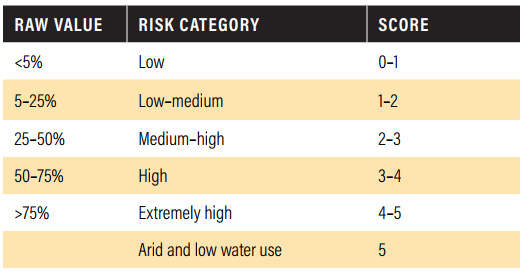 RAW VALUE RISK CATEGORY SCORE
<5% Low 0–1
5–25% Low–medium 1–2
25–50% Medium–high 2–3
50–75% High 3–4
>75% Extremely high 4–5
Arid and low water use 5